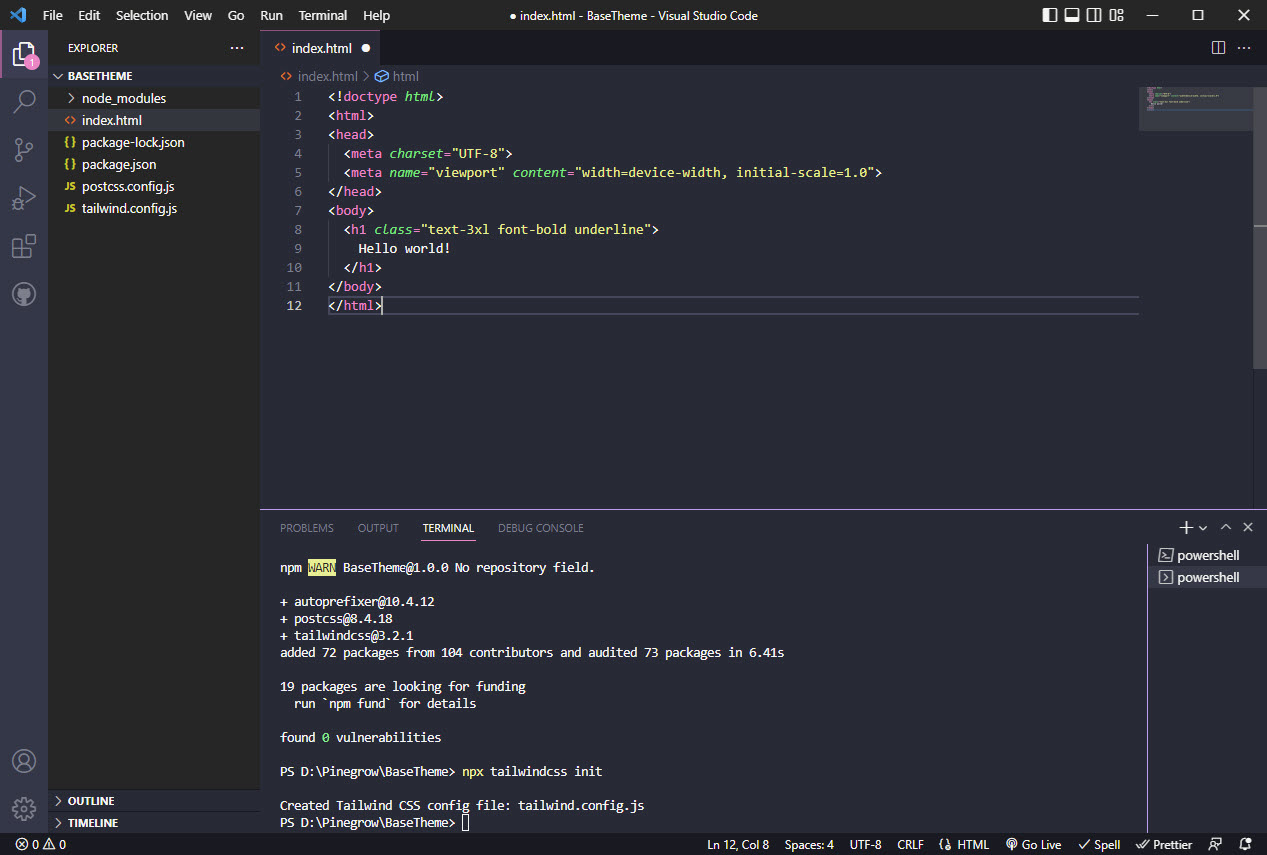 File Edit Selection View Go Run Terminal Help
● index.html - BaseTheme - Visual Studio Code
1
EXPLORER
BASETHEME
node_modules
index.html
package-lock.json
package.json
JS postcss.config.js
JS tailwind.config.js
OUTLINE
TIMELINE
index.html
index.html > html
1 <!doctype html>
2 <html>
3 <head>
4 <meta charset="UTF-8">
5 <meta name="viewport" content="width=device-width, initial-scale=1.0">
6 </head>
7 <body>
8 <h1 class="text-3xl font-bold underline">
9 Hello world!
10 </h1>
11 </body>
12 </html>
PROBLEMS OUTPUT TERMINAL DEBUG CONSOLE
npm WARN BaseTheme@1.0.0 No repository field.
+ autoprefixer@10.4.12
+ postcss@8.4.18
+ tailwindcss@3.2.1
added 72 packages from 104 contributors and audited 73 packages in 6.41s
19 packages are looking for funding
run `npm fund` for details
found 0 vulnerabilities
PS D:\Pinegrow\BaseTheme> npx tailwindcss init
Created Tailwind CSS config file: tailwind.config.js
PS D:\Pinegrow\BaseTheme>
powershell
powershell
0 0
Ln 12, Col 8 Spaces: 4 UTF-8 CRLF HTML Go Live Spell Prettier